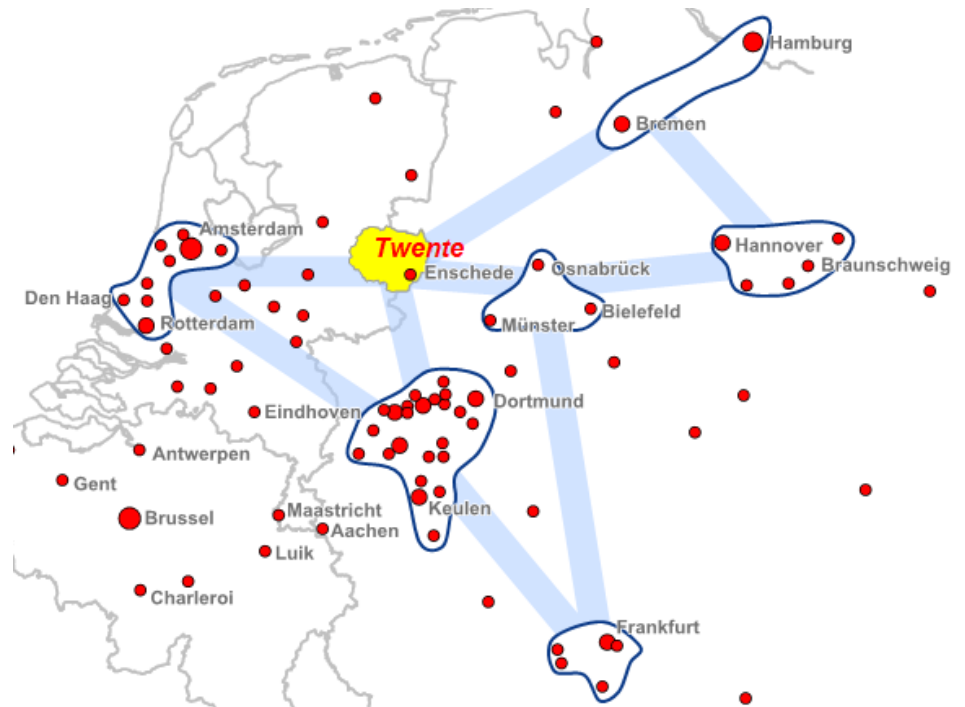 Hamburg
Bremen
Amsterdam
Twente
Hannover
Enschede
Osnabrück
Braunschweig
Den Haag
Rotterdam
Münster
Bielefeld
Dortmund
Eindhoven
Antwerpen
Gent
Keulen
Maastricht
Brussel
Aachen
Luik
Charleroi
Frankfurt